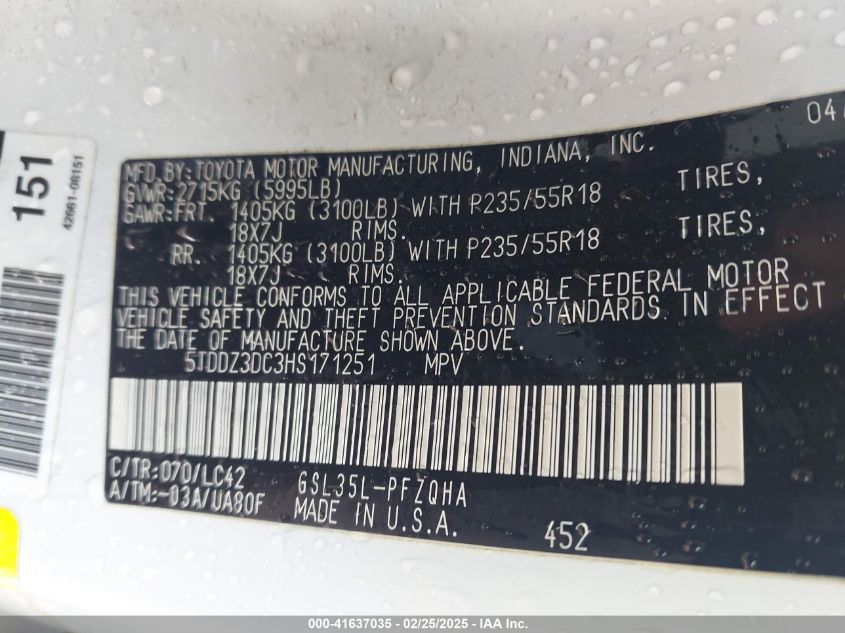 04/
MFD.BY:TOYOTA MOTOR MANUFACTURING, INDIANA, INC.
GVWR:2715KG (5995LB)
GAWR:FRT. 1405KG (3100LB) WITH P235/55R18 TIRES,
18X7J RIMS.
RR. 1405KG (3100LB) WITH P235/55R18 TIRES,
18X7J RIMS.
THIS VEHICLE CONFORMS TO ALL APPLICABLE FEDERAL MOTOR
VEHICLE SAFETY AND THEFT PREVENTION STANDARDS IN EFFECT
THE DATE OF MANUFACTURE SHOWN ABOVE.
5TDDZ3DC3HS171251 MPV
C/TR:070/LC42 GSL35L-PFZQHA
A/TM:-03A/UA80F MADE IN U.S.A.
452
151
42661-08151
000-41637035 - 02/25/2025 - IAA Inc.